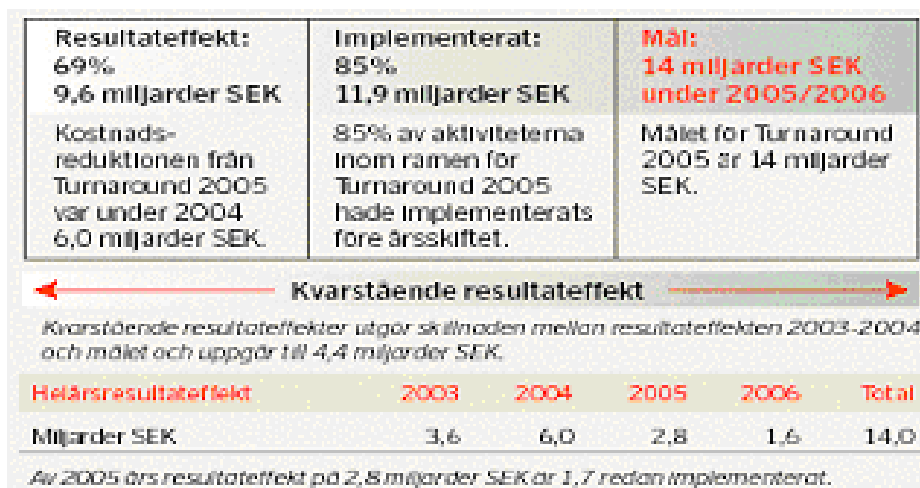 Resultateffekt:
69%
9,6 miljarder SEK
Kostnads-
reduktionen från
Turnaround 2005
var under 2004
6,0 miljarder SEK.
Implementerat:
85%
11,9 miljarder SEK
85% av aktiviteterna
inom ramen för
Turnaround 2005
hade implementerats
före årsskiftet.
Mål:
14 miljarder SEK
under 2005/2006
Målet för Turnaround
2005 är 14 miljarder
SEK.
Kvarstående resultateffekt
Kvarstående resultateffekter utgör skillnaden mellan resultateffekten 2003-2004
och målet och uppgår till 4,4 miljarder SEK.
Helårsresultateffekt 2003 2004 2005 2006 Total
Miljarder SEK 3,6 6,0 2,8 1,6 14,0
Av 2005 års resultateffekt på 2,8 miljarder SEK är 1,7 redan implementerat.